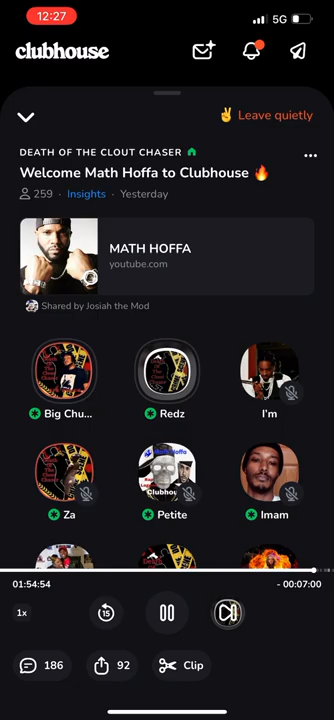 12:27
5G
clubhouse
✌️ Leave quietly
DEATH OF THE CLOUT CHASER
Welcome Math Hoffa to Clubhouse 🔥
259 · Insights · Yesterday
MATH HOFFA
youtube.com
Shared by Josiah the Mod
Big Chu...
Redz
I'm
Za
Petite
Imam
01:54:54
- 00:07:00
1x
15
186
92
Clip